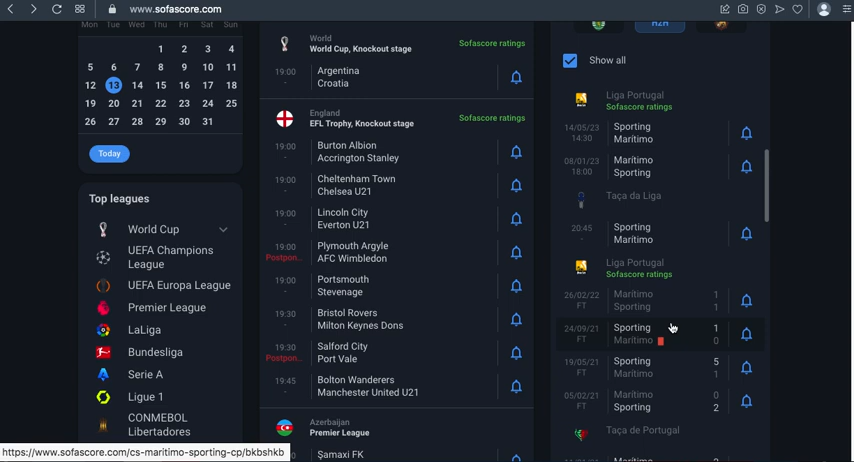 www.sofascore.com
Mon Tue Wed Thu Fri Sat Sun
1 2 3 4
5 6 7 8 9 10 11
12 13 14 15 16 17 18
19 20 21 22 23 24 25
26 27 28 29 30 31
Today
Top leagues
World Cup
UEFA Champions
League
UEFA Europa League
Premier League
LaLiga
Bundesliga
Serie A
Ligue 1
CONMEBOL
Libertadores
https://www.sofascore.com/cs-maritimo-sporting-cp/bkbshkb
World
World Cup, Knockout stage
Sofascore ratings
19:00 Argentina
- Croatia
England
EFL Trophy, Knockout stage
Sofascore ratings
19:00 Burton Albion
- Accrington Stanley
19:00 Cheltenham Town
- Chelsea U21
19:00 Lincoln City
- Everton U21
19:00 Plymouth Argyle
Postpon... AFC Wimbledon
19:00 Portsmouth
- Stevenage
19:30 Bristol Rovers
- Milton Keynes Dons
19:30 Salford City
Postpon... Port Vale
19:45 Bolton Wanderers
- Manchester United U21
Azerbaijan
Premier League
Şamaxi FK
H2H
Show all
Liga Portugal
Sofascore ratings
14/05/23 Sporting
14:30 Marítimo
08/01/23 Marítimo
18:00 Sporting
Taça da Liga
20:45 Sporting
- Marítimo
Liga Portugal
Sofascore ratings
26/02/22 Marítimo 1
FT Sporting 1
24/09/21 Sporting 1
FT Marítimo 0
19/05/21 Sporting 5
FT Marítimo 1
05/02/21 Marítimo 0
FT Sporting 2
Taça de Portugal